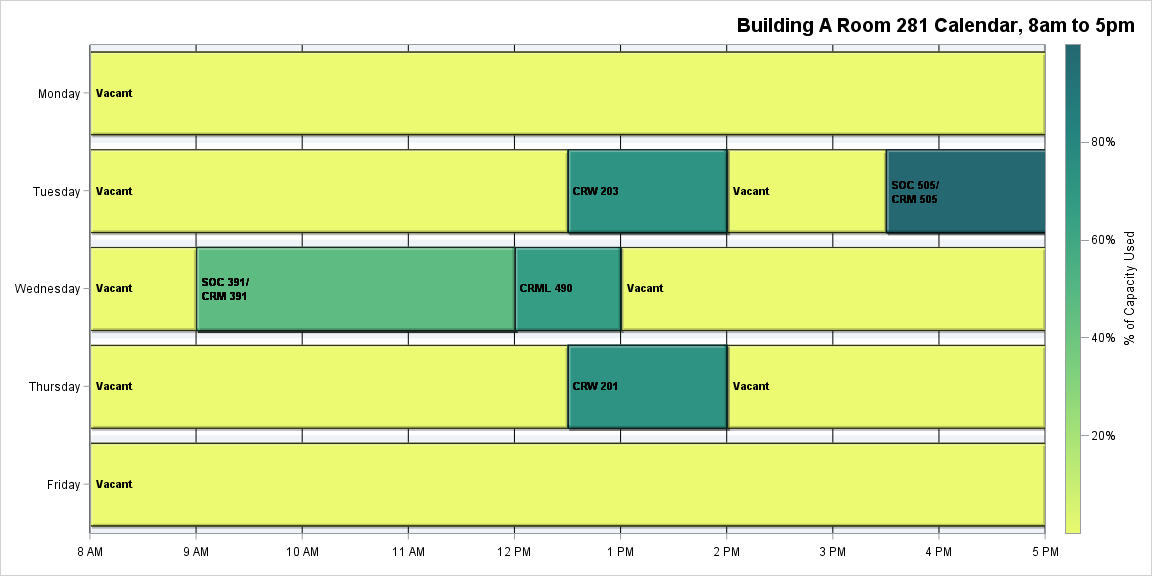 Building A Room 281 Calendar, 8am to 5pm
Monday
Vacant
Tuesday
Vacant
CRW 203
Vacant
SOC 505/
CRM 505
Wednesday
Vacant
SOC 391/
CRM 391
CRML 490
Vacant
Thursday
Vacant
CRW 201
Vacant
Friday
Vacant
8 AM
9 AM
10 AM
11 AM
12 PM
1 PM
2 PM
3 PM
4 PM
5 PM
80%
60%
40%
20%
% of Capacity Used